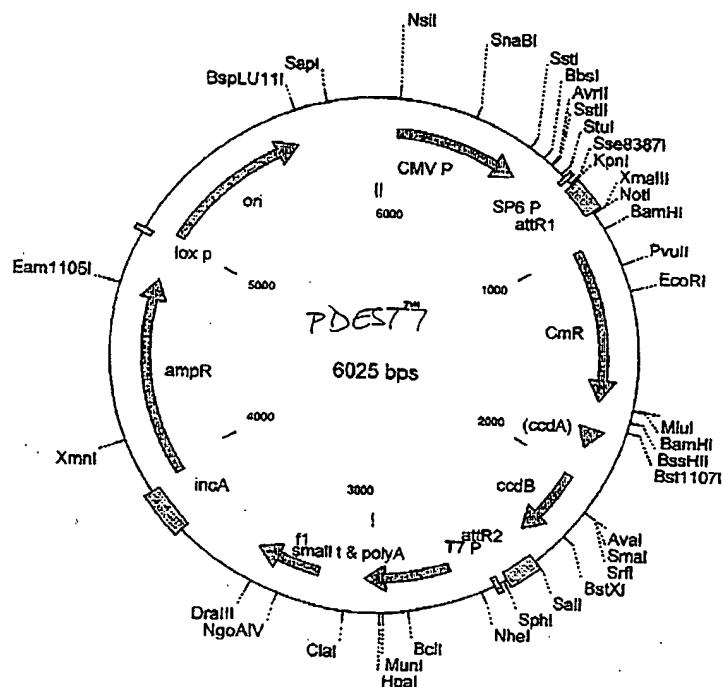 NsiI
SapI
SnaBI
BspLU11I
SstI
BbsI
AvrII
SstII
StuI
Sse8387I
KpnI
XmaIII
NotI
BamHI
PvuII
EcoRI
CMV P
6000
SP6 P
attR1
ori
lox p
5000
1000
Eam1105I
PDEST™7
6025 bps
CmR
ampR
4000
2000
(ccdA)
MluI
BamHI
BssHII
Bst1107I
XmnI
incA
3000
ccdB
attR2
T7 P
f1
small t & polyA
AvaI
SmaI
SrfI
BstXI
SalI
SphI
NheI
DraIII
NgoAIV
ClaI
MunI
HpaI
BclI